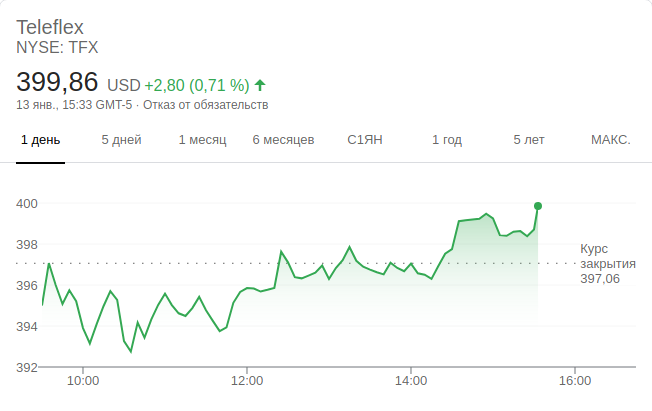 Teleflex
NYSE: TFX
399,86 USD +2,80 (0,71 %)
13 янв., 15:33 GMT-5 · Отказ от обязательств
1 день 5 дней 1 месяц 6 месяцев С1ЯН 1 год 5 лет МАКС.
400
398
396
394
392
Курс
закрытия
397,06
10:00 12:00 14:00 16:00